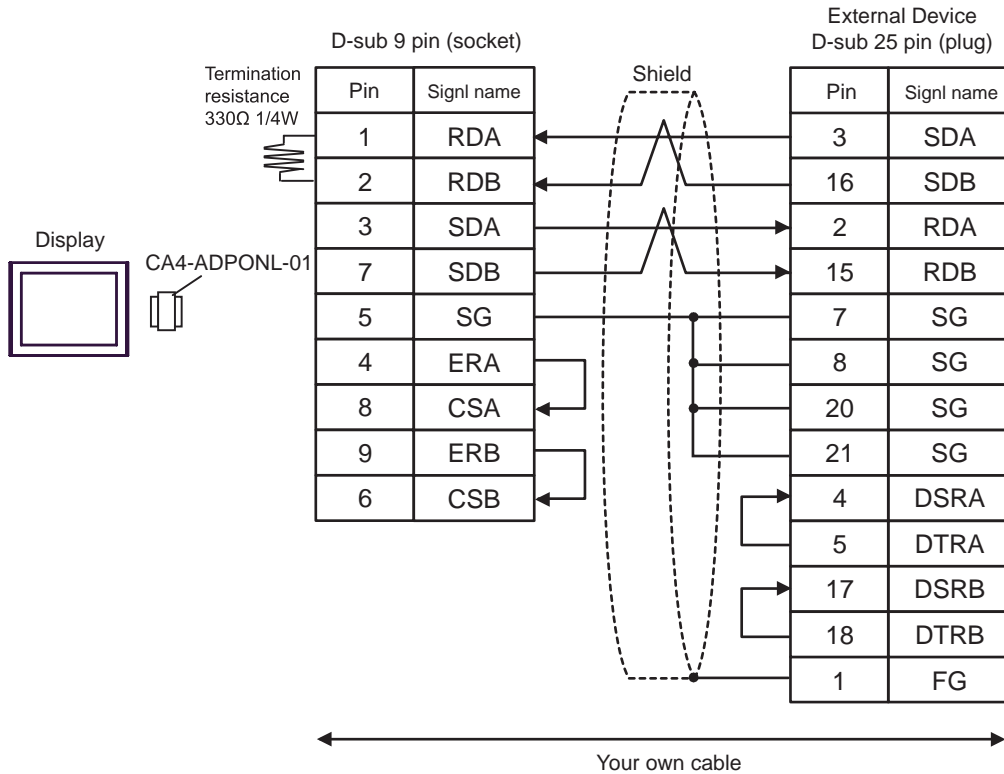 External Device
D-sub 9 pin (socket)
D-sub 25 pin (plug)
Termination
resistance
330Ω 1/4W
Shield
Pin Signl name
1 RDA
2 RDB
3 SDA
7 SDB
5 SG
4 ERA
8 CSA
9 ERB
6 CSB
Display
CA4-ADPONL-01
Pin Signl name
3 SDA
16 SDB
2 RDA
15 RDB
7 SG
8 SG
20 SG
21 SG
4 DSRA
5 DTRA
17 DSRB
18 DTRB
1 FG
Your own cable